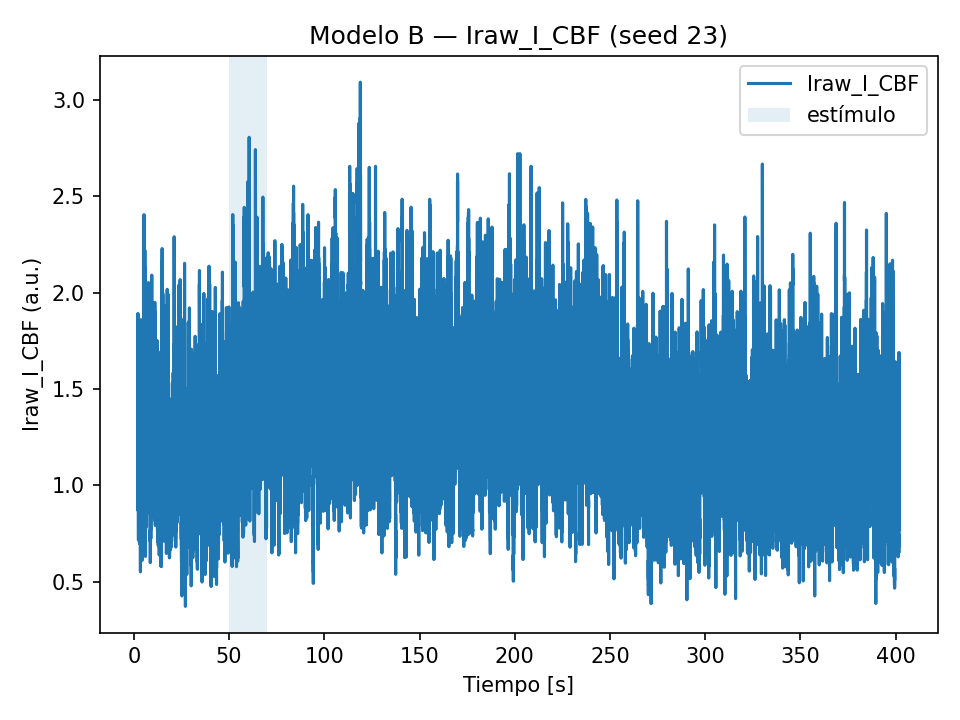 Modelo B — Iraw_I_CBF (seed 23)
Iraw_I_CBF
estímulo
Iraw_I_CBF (a.u.)
3.0
2.5
2.0
1.5
1.0
0.5
0 50 100 150 200 250 300 350 400
Tiempo [s]